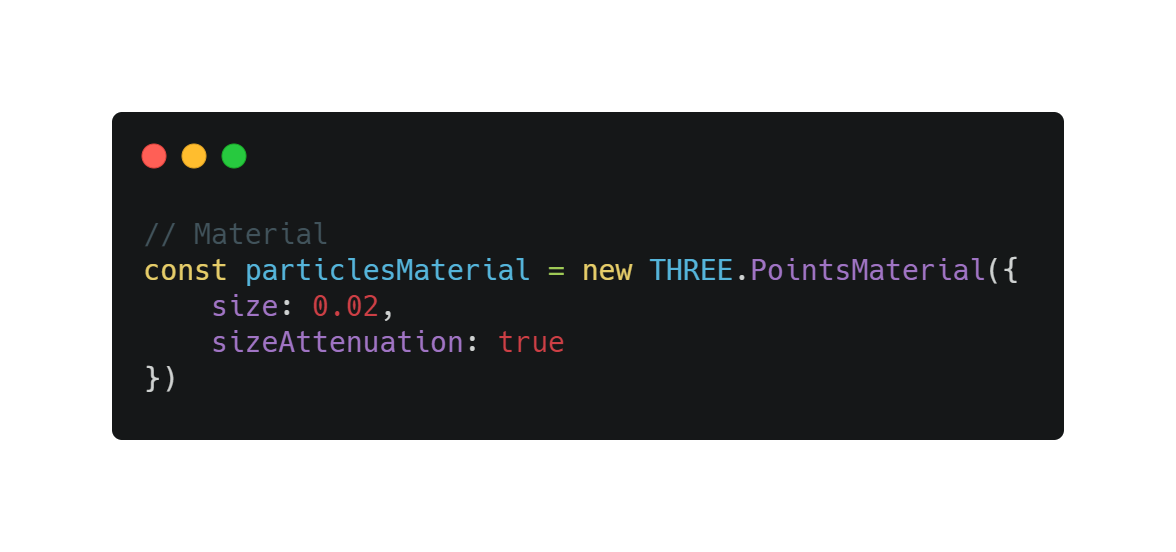 // Material
const particlesMaterial = new THREE.PointsMaterial({
    size: 0.02,
    sizeAttenuation: true
})